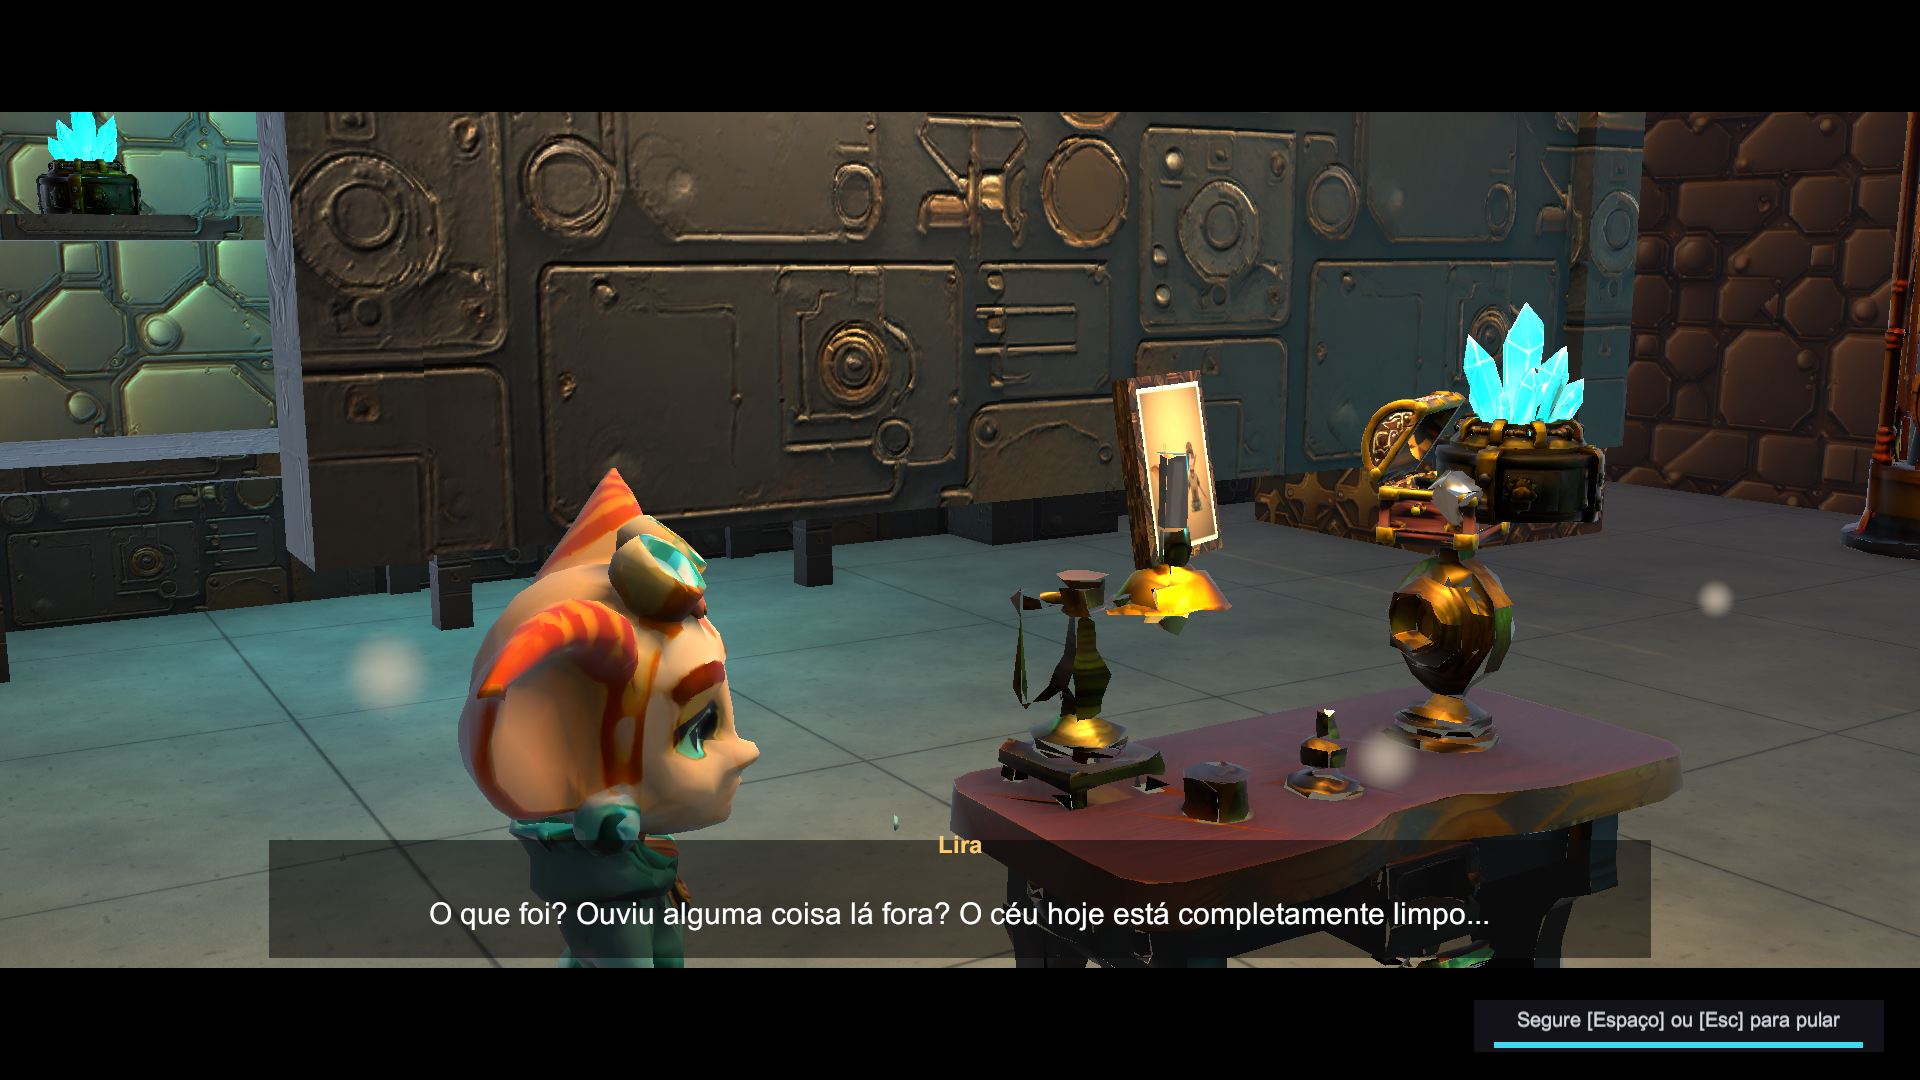 Lira
O que foi? Ouviu alguma coisa lá fora? O céu hoje está completamente limpo...
Segure [Espaço] ou [Esc] para pular